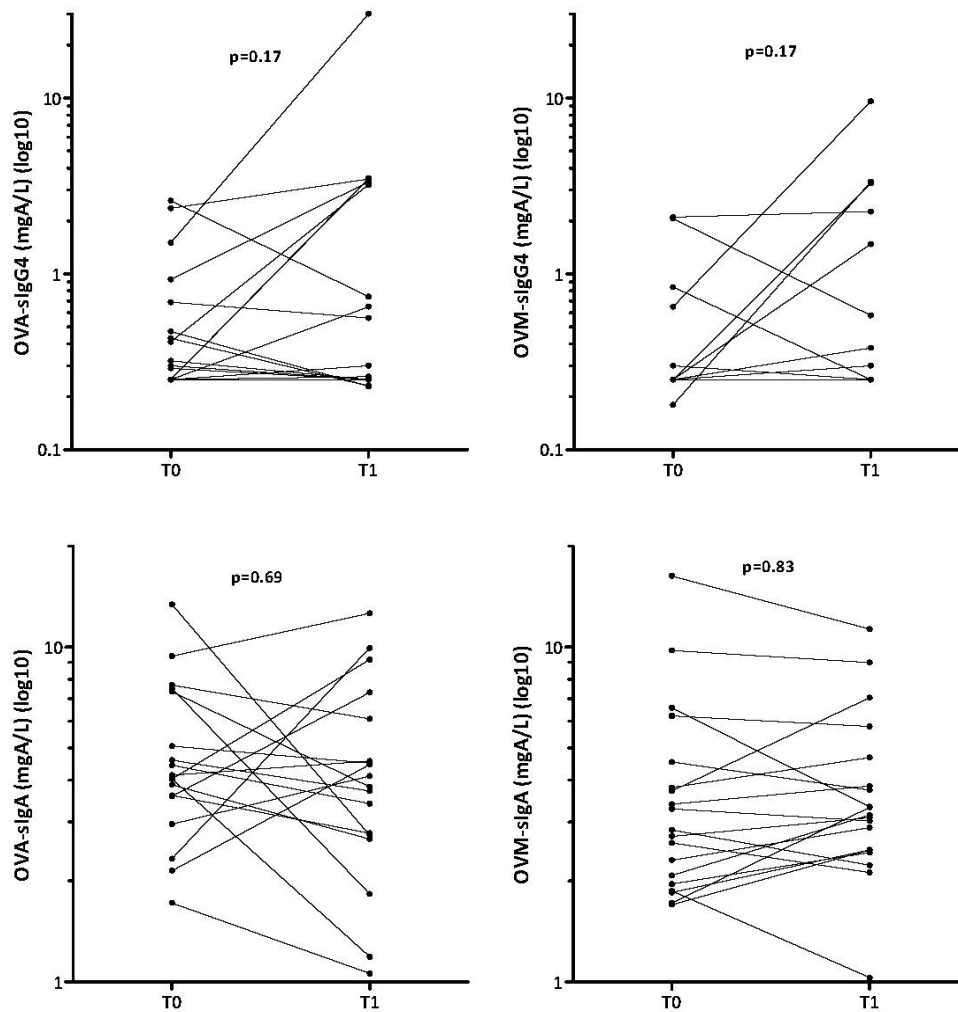 p=0.17
OVA-sIgG4 (mgA/L) (log10)
10
1
0.1
T0
T1
p=0.17
OVM-sIgG4 (mgA/L) (log10)
10
1
0.1
T0
T1
p=0.69
OVA-sIgA (mgA/L) (log10)
10
1
T0
T1
p=0.83
OVM-sIgA (mgA/L) (log10)
10
1
T0
T1